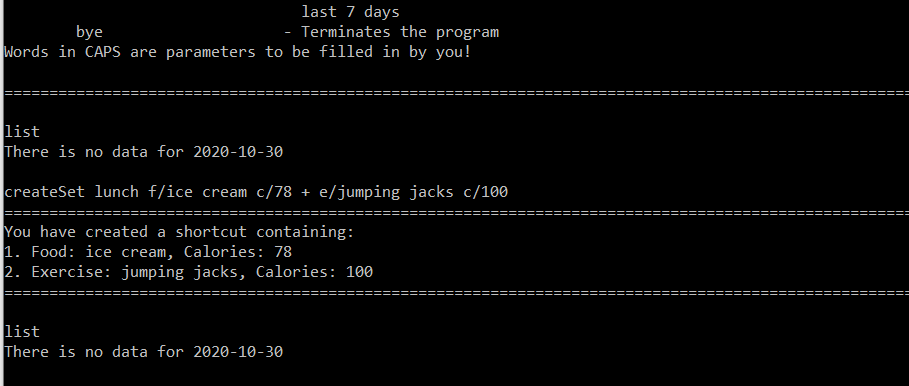 last 7 days
bye - Terminates the program
Words in CAPS are parameters to be filled in by you!
=====================================================================================================
list
There is no data for 2020-10-30
createSet lunch f/ice cream c/78 + e/jumping jacks c/100
=====================================================================================================
You have created a shortcut containing:
1. Food: ice cream, Calories: 78
2. Exercise: jumping jacks, Calories: 100
=====================================================================================================
list
There is no data for 2020-10-30